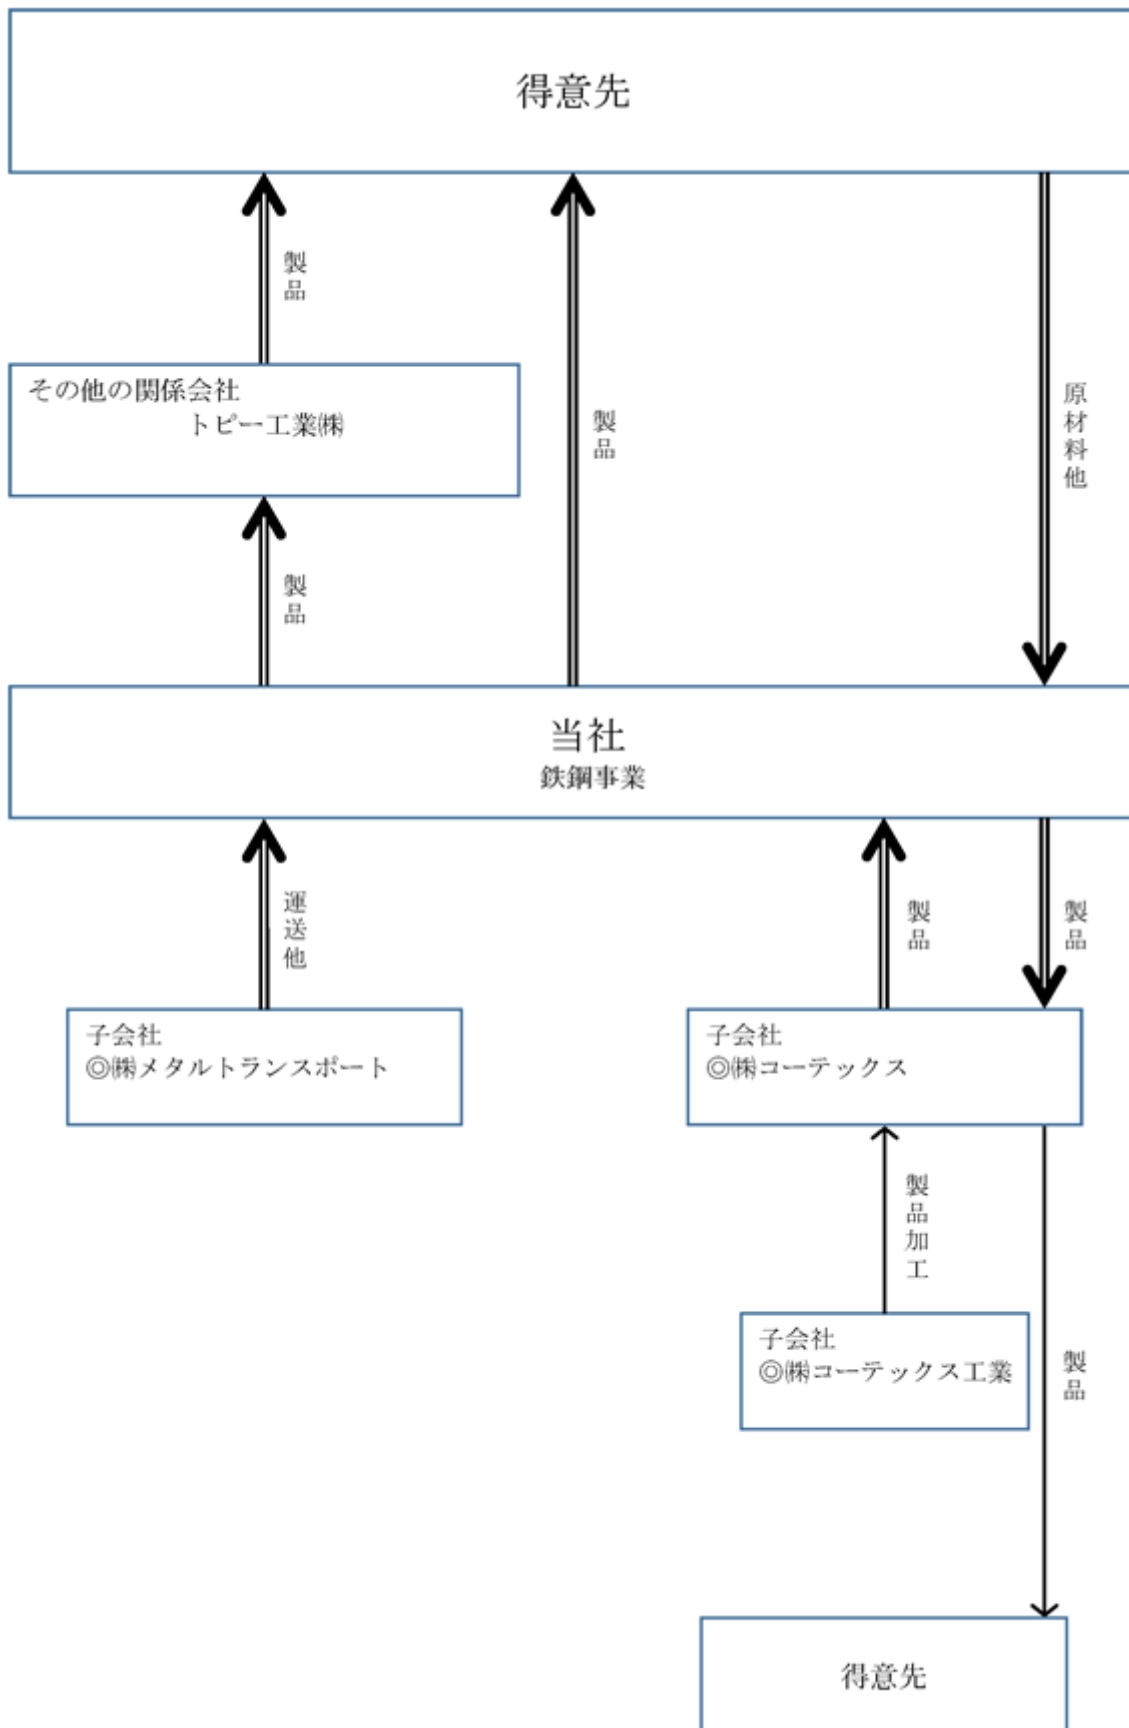 得意先
製品
その他の関係会社
トピー工業㈱
製品
原材料他
製品
当社
鉄鋼事業
運送他
製品
製品
子会社
◎㈱メタルトランスポート
子会社
◎㈱コーテックス
製品加工
子会社
◎㈱コーテックス工業
製品
得意先